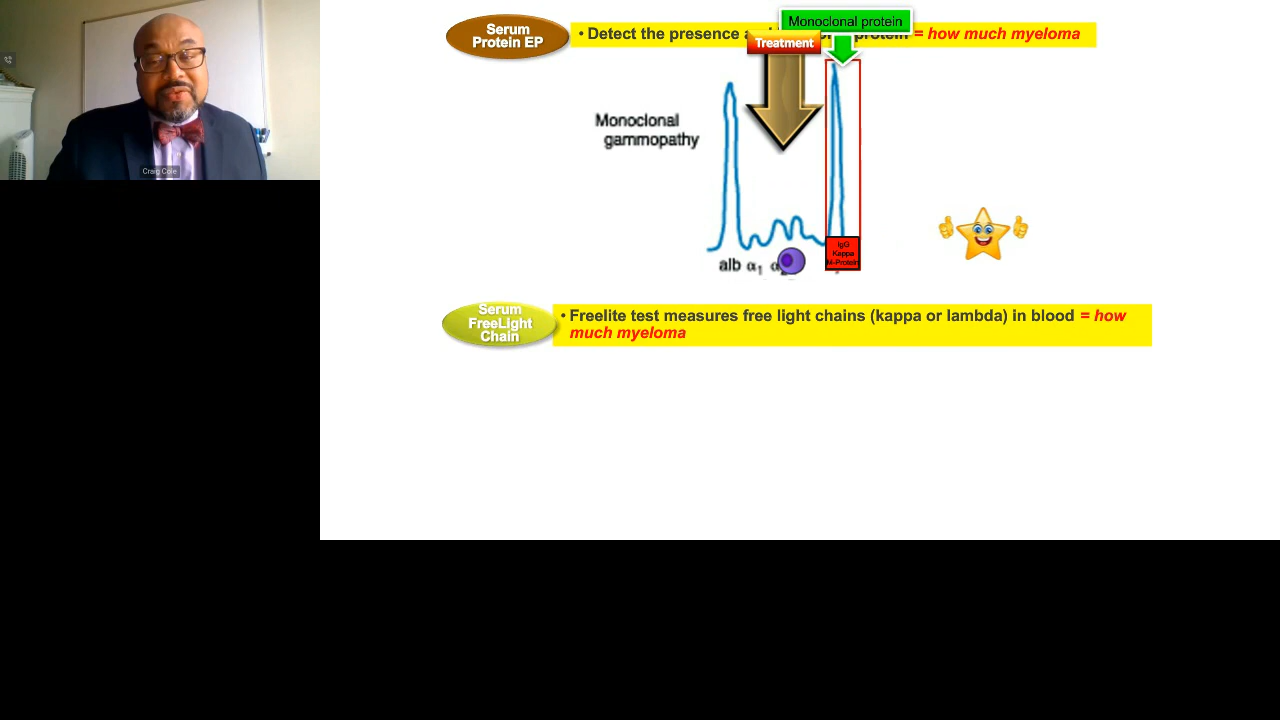 Serum
Protein EP
• Detect the presence protein = how much myeloma
Monoclonal protein
Treatment
Monoclonal
gammopathy
IgG
Kappa
M-Protein
alb α1
Craig Cole
Serum
FreeLight
Chain
• Freelite test measures free light chains (kappa or lambda) in blood = how
much myeloma